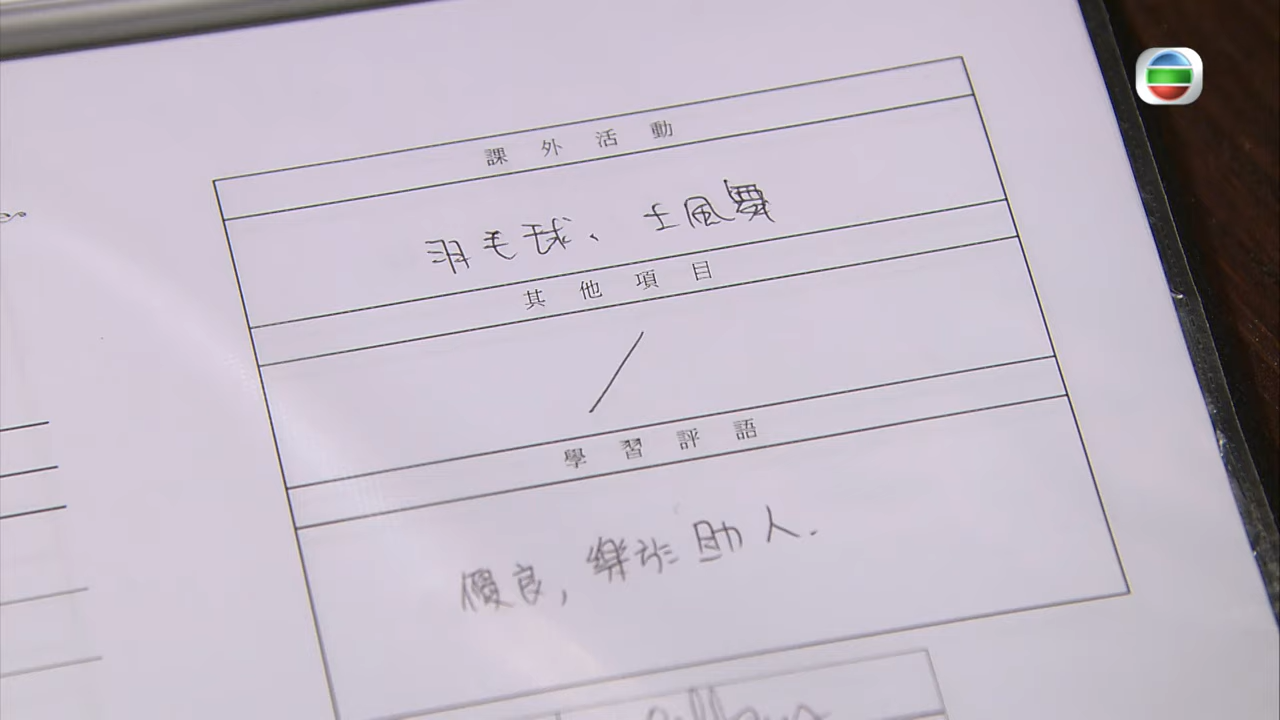 課外活動
羽毛球、土風舞
其他項目
/
學習評語
優良,樂於助人.